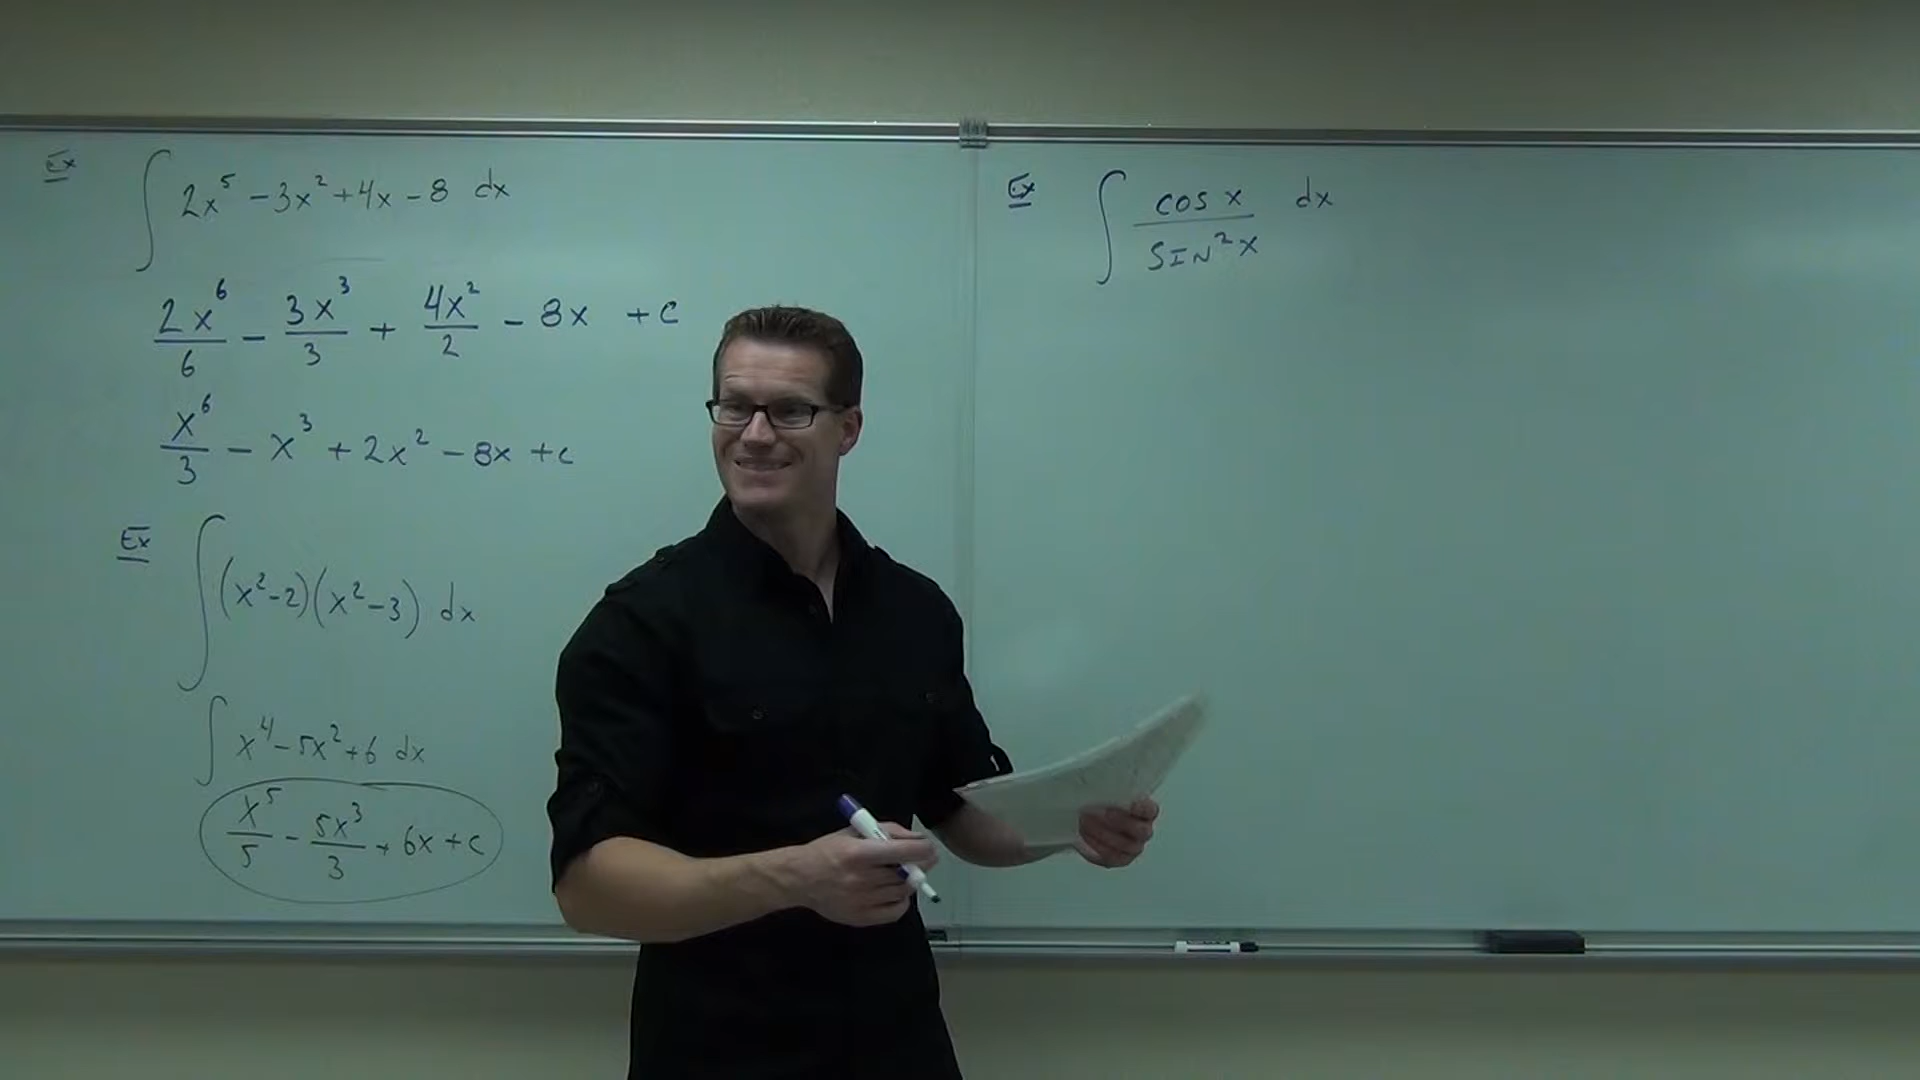 Ex ∫ 2x⁵ - 3x² + 4x - 8 dx
2x⁶/6 - 3x³/3 + 4x²/2 - 8x + c
x⁶/3 - x³ + 2x² - 8x + c
Ex ∫ (x²-2)(x²-3) dx
∫ x⁴ - 5x² + 6 dx
x⁵/5 - 5x³/3 + 6x + c
Ex ∫ cos x / SIN²x dx